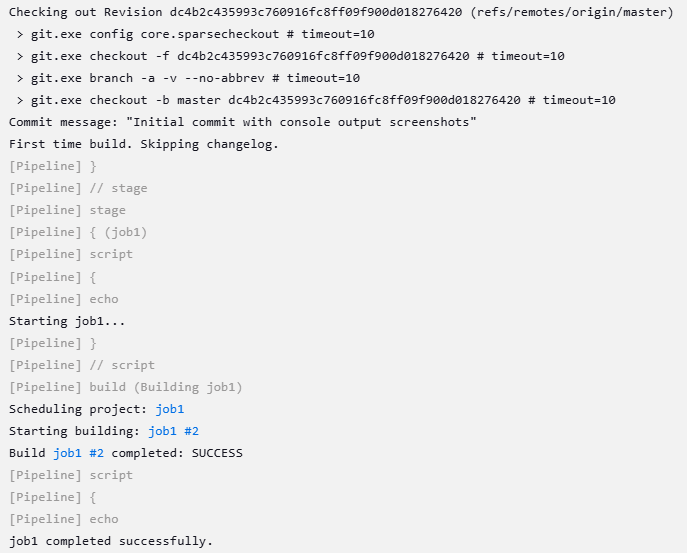 Checking out Revision dc4b2c435993c760916fc8ff09f900d018276420 (refs/remotes/origin/master)
> git.exe config core.sparsecheckout # timeout=10
> git.exe checkout -f dc4b2c435993c760916fc8ff09f900d018276420 # timeout=10
> git.exe branch -a -v --no-abbrev # timeout=10
> git.exe checkout -b master dc4b2c435993c760916fc8ff09f900d018276420 # timeout=10
Commit message: "Initial commit with console output screenshots"
First time build. Skipping changelog.
[Pipeline] }
[Pipeline] // stage
[Pipeline] stage
[Pipeline] { (job1)
[Pipeline] script
[Pipeline] {
[Pipeline] echo
Starting job1...
[Pipeline] }
[Pipeline] // script
[Pipeline] build (Building job1)
Scheduling project: job1
Starting building: job1 #2
Build job1 #2 completed: SUCCESS
[Pipeline] script
[Pipeline] {
[Pipeline] echo
job1 completed successfully.